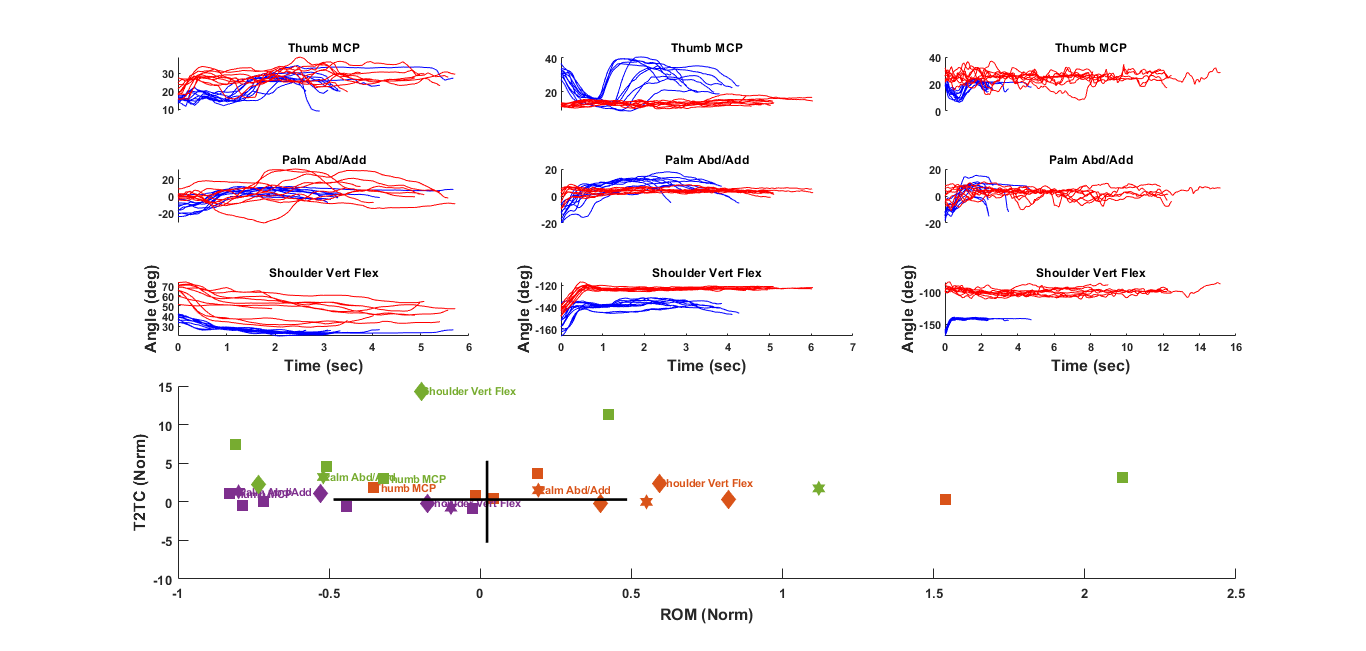 Thumb MCP Thumb MCP Thumb MCP
30 40 40
20 20 20
10 0
Palm Abd/Add Palm Abd/Add Palm Abd/Add
20 20 20
0 0 0
-20 -20 -20
Shoulder Vert Flex Shoulder Vert Flex Shoulder Vert Flex
Angle (deg) Angle (deg) Angle (deg)
70 -120 -100
60
50 -140
40
30 -160 -150
0 1 2 3 4 5 6 0 1 2 3 4 5 6 7 0 2 4 6 8 10 12 14 16
Time (sec) Time (sec) Time (sec)
T2TC (Norm)
15
Shoulder Vert Flex
10
5
Palm Abd/Add Thumb MCP
Thumb MCP Palm Abd/Add Shoulder Vert Flex
Palm Abd/Add
Thumb MCP
Shoulder Vert Flex
0
-5
-10
-1 -0.5 0 0.5 1 1.5 2 2.5
ROM (Norm)